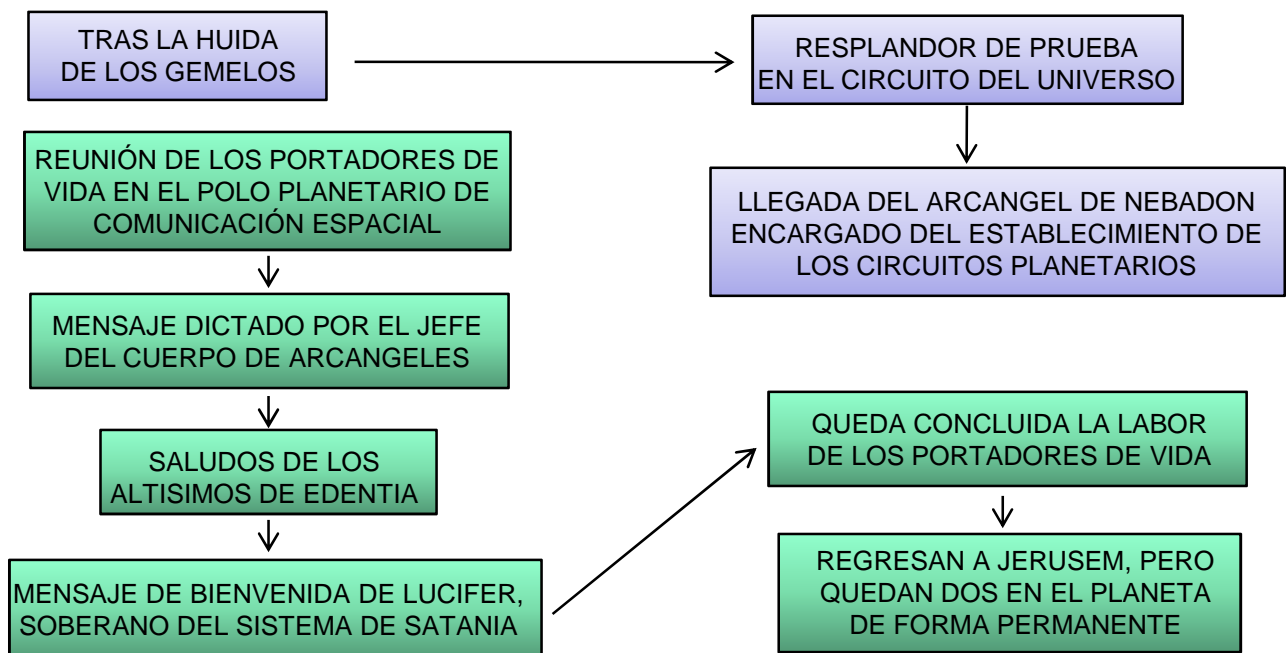 TRAS LA HUIDA
DE LOS GEMELOS
RESPLANDOR DE PRUEBA
EN EL CIRCUITO DEL UNIVERSO
LLEGADA DEL ARCANGEL DE NEBADON
ENCARGADO DEL ESTABLECIMIENTO DE
LOS CIRCUITOS PLANETARIOS
REUNIÓN DE LOS PORTADORES DE
VIDA EN EL POLO PLANETARIO DE
COMUNICACIÓN ESPACIAL
MENSAJE DICTADO POR EL JEFE
DEL CUERPO DE ARCANGELES
SALUDOS DE LOS
ALTISIMOS DE EDENTIA
MENSAJE DE BIENVENIDA DE LUCIFER,
SOBERANO DEL SISTEMA DE SATANIA
QUEDA CONCLUIDA LA LABOR
DE LOS PORTADORES DE VIDA
REGRESAN A JERUSEM, PERO
QUEDAN DOS EN EL PLANETA
DE FORMA PERMANENTE